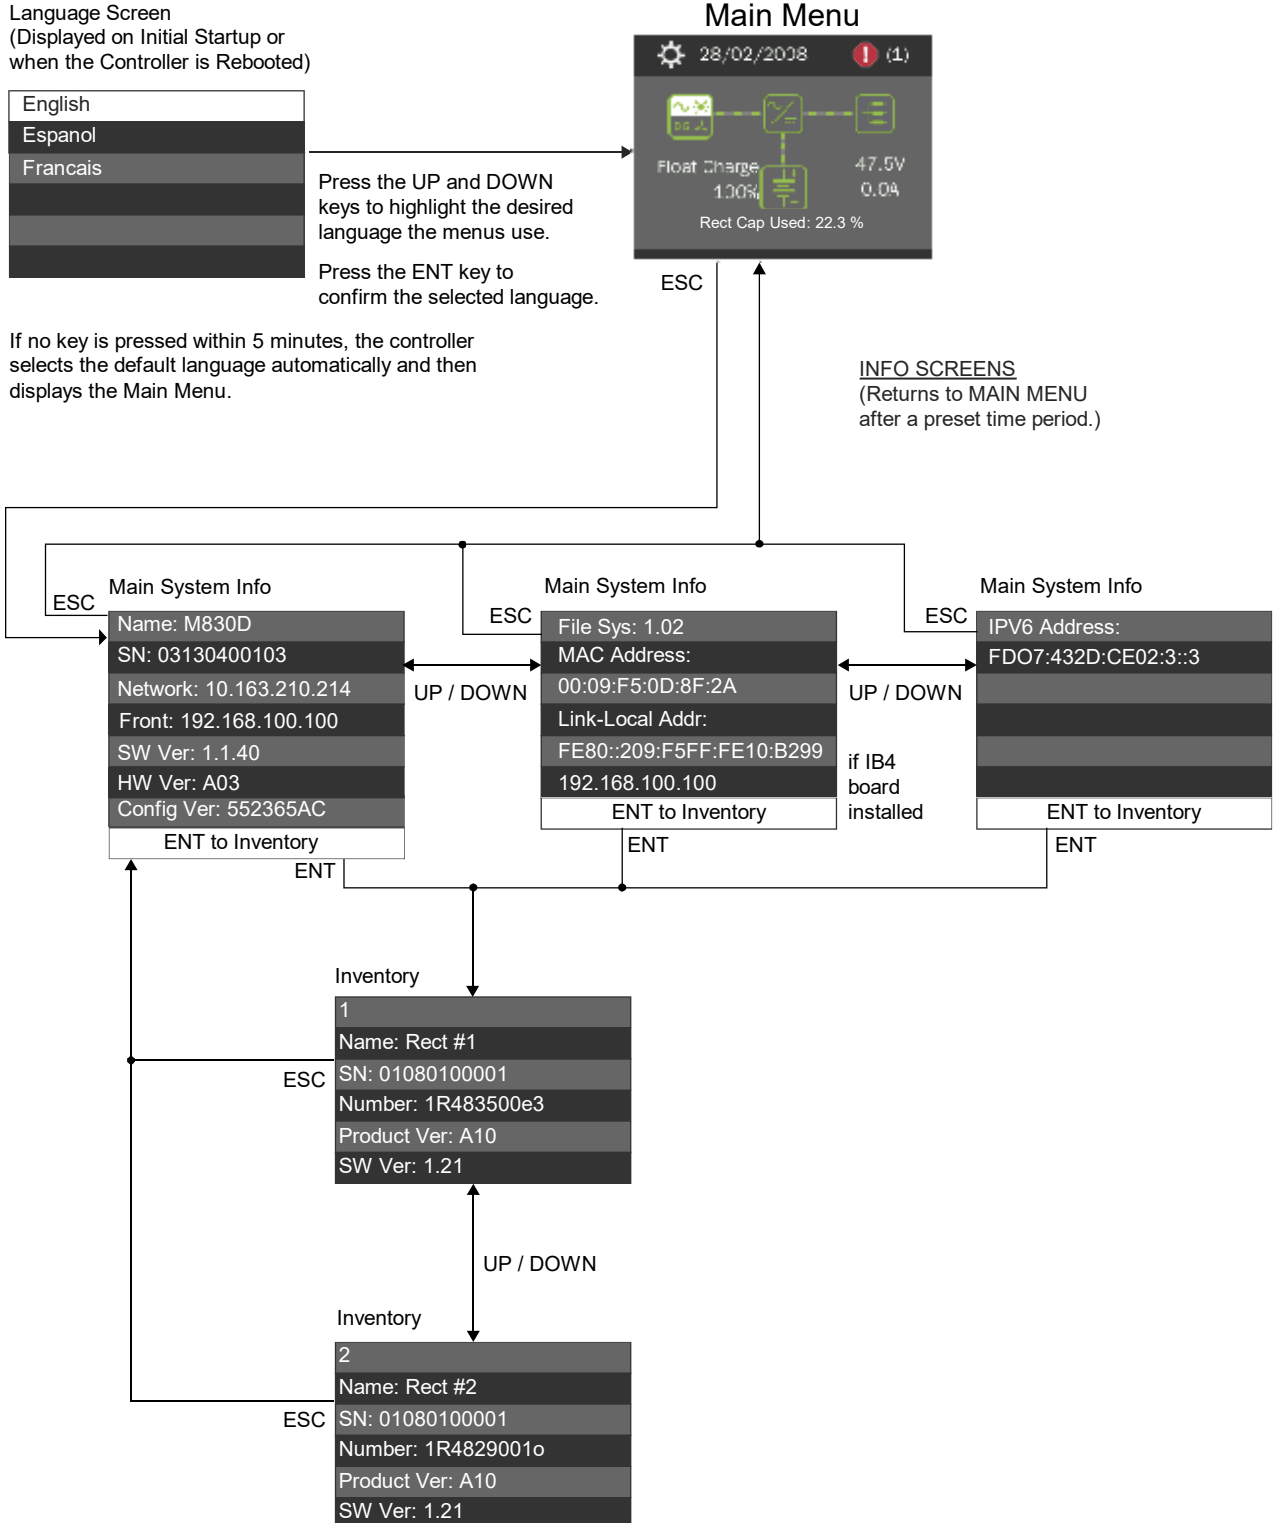 Language Screen
(Displayed on Initial Startup or
when the Controller is Rebooted)
English
Espanol
Francais
Press the UP and DOWN
keys to highlight the desired
language the menus use.
Press the ENT key to
confirm the selected language.
If no key is pressed within 5 minutes, the controller
selects the default language automatically and then
displays the Main Menu.
Main Menu
28/02/2008 (1)
DG
Float Charge 47.5V
100% 0.0A
Rect Cap Used: 22.3 %
ESC
INFO SCREENS
(Returns to MAIN MENU
after a preset time period.)
Main System Info
ESC
Name: M830D
SN: 03130400103
Network: 10.163.210.214
Front: 192.168.100.100
SW Ver: 1.1.40
HW Ver: A03
Config Ver: 552365AC
ENT to Inventory
ENT
UP / DOWN
Main System Info
ESC
File Sys: 1.02
MAC Address:
00:09:F5:0D:8F:2A
Link-Local Addr:
FE80::209:F5FF:FE10:B299
192.168.100.100
ENT to Inventory
ENT
UP / DOWN
if IB4
board
installed
Main System Info
ESC
IPV6 Address:
FDO7:432D:CE02:3::3
ENT to Inventory
ENT
Inventory
1
Name: Rect #1
SN: 01080100001
Number: 1R483500e3
Product Ver: A10
SW Ver: 1.21
ESC
UP / DOWN
Inventory
2
Name: Rect #2
SN: 01080100001
Number: 1R4829001o
Product Ver: A10
SW Ver: 1.21
ESC